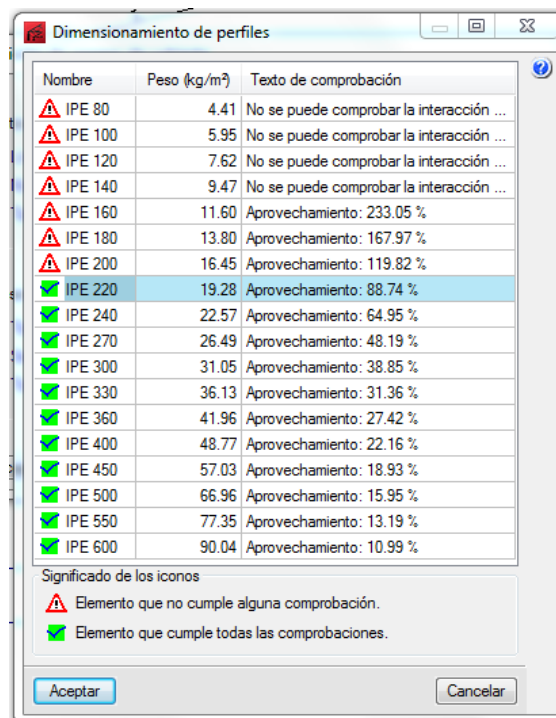 Dimensionamiento de perfiles
Nombre Peso (kg/m²) Texto de comprobación
IPE 80 4.41 No se puede comprobar la interacción ...
IPE 100 5.95 No se puede comprobar la interacción ...
IPE 120 7.62 No se puede comprobar la interacción ...
IPE 140 9.47 No se puede comprobar la interacción ...
IPE 160 11.60 Aprovechamiento: 233.05 %
IPE 180 13.80 Aprovechamiento: 167.97 %
IPE 200 16.45 Aprovechamiento: 119.82 %
IPE 220 19.28 Aprovechamiento: 88.74 %
IPE 240 22.57 Aprovechamiento: 64.95 %
IPE 270 26.49 Aprovechamiento: 48.19 %
IPE 300 31.05 Aprovechamiento: 38.85 %
IPE 330 36.13 Aprovechamiento: 31.36 %
IPE 360 41.96 Aprovechamiento: 27.42 %
IPE 400 48.77 Aprovechamiento: 22.16 %
IPE 450 57.03 Aprovechamiento: 18.93 %
IPE 500 66.96 Aprovechamiento: 15.95 %
IPE 550 77.35 Aprovechamiento: 13.19 %
IPE 600 90.04 Aprovechamiento: 10.99 %
Significado de los iconos
Elemento que no cumple alguna comprobación.
Elemento que cumple todas las comprobaciones.
Aceptar Cancelar